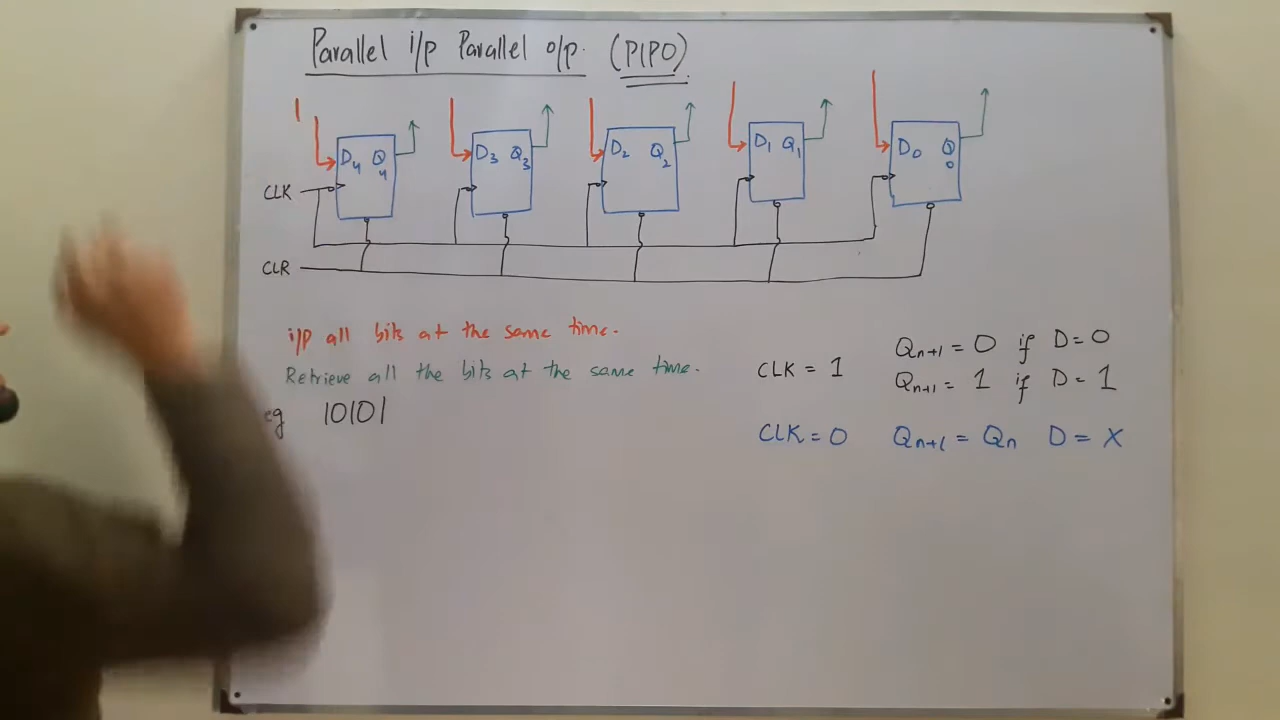 Parallel i/p Parallel o/p. (PIPO)
1
D4 Q4 D3 Q3 D2 Q2 D1 Q1 D0 Q0
CLK
CLR
i/p all bits at the same time.
Retrieve all the bits at the same time.
eg 10101
CLK = 1
Qn+1 = 0 if D = 0
Qn+1 = 1 if D = 1
CLK = 0 Qn+1 = Qn D = X